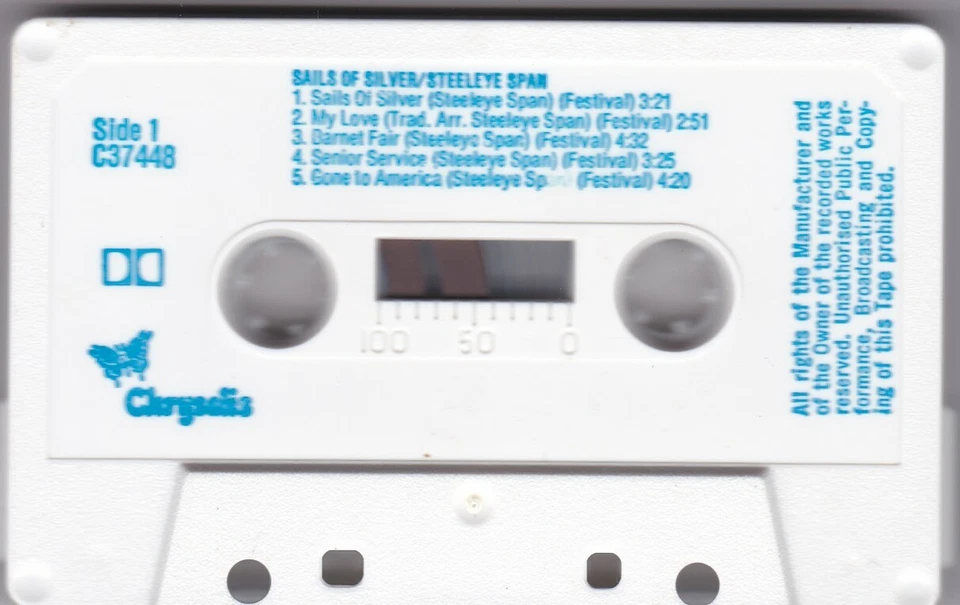 SAILS OF SILVER/STEELEYE SPAN
1. Sails Of Silver (Steeleye Span) (Festival) 3:21
2. My Love (Trad. Arr. Steeleye Span) (Festival) 2:51
3. Barnet Fair (Steeleye Span) (Festival) 4:32
4. Senior Service (Steeleye Span) (Festival) 3:25
5. Gone to America (Steeleye Span) (Festival) 4:20
Side 1
C37448
Chrysalis
100 50 0
All rights of the Manufacturer and
of the Owner of the recorded works
reserved. Unauthorised Public Per-
formance, Broadcasting and Copy-
ing of this Tape prohibited.